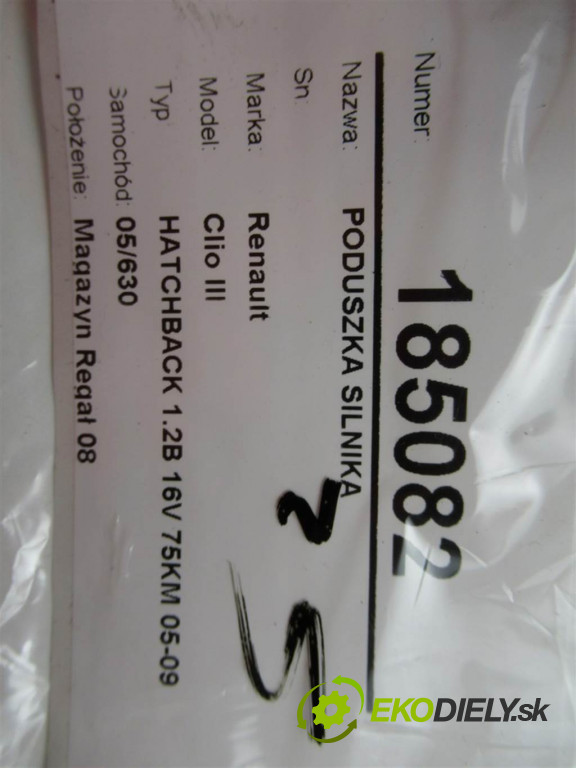 Numer: 185082
Nazwa: PODUSZKA SILNIKA
Sn:
Marka: Renault
Model: Clio III
Typ HATCHBACK 1.2B 16V 75KM 05-09
Samochód: 05/630
Położenie: Magazyn Regał 08
EKODIELY.sk